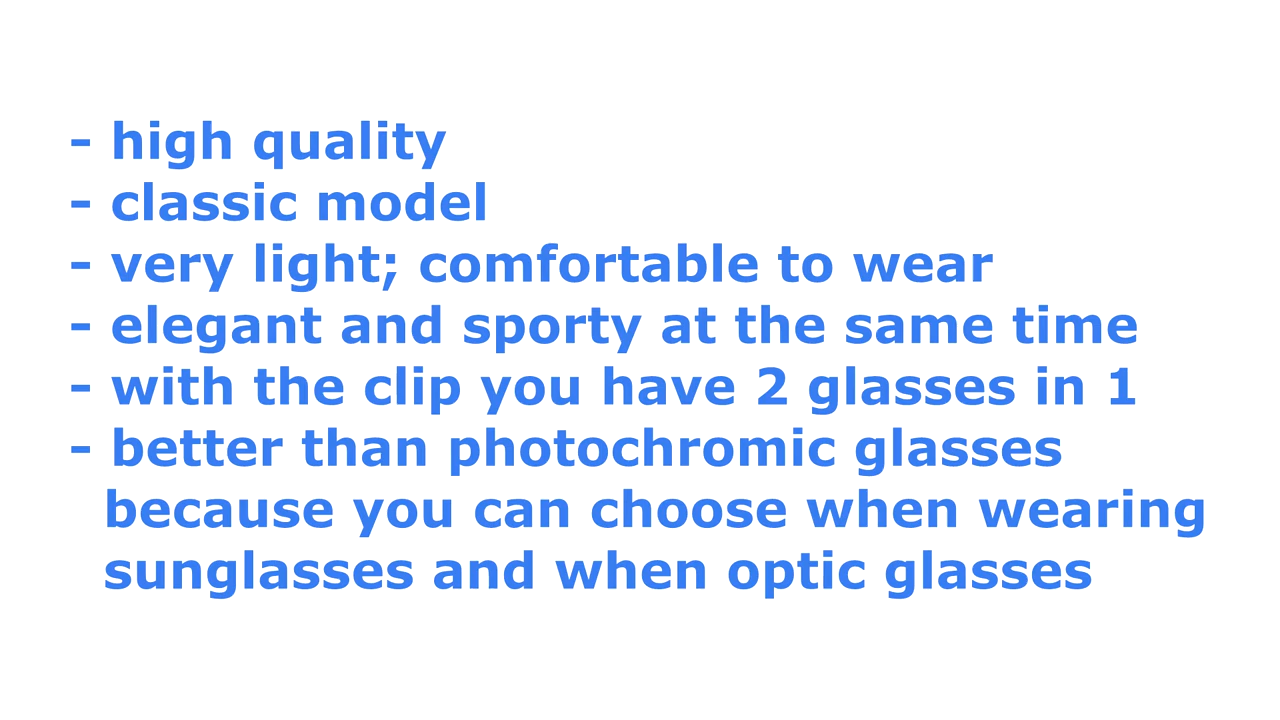 - high quality
- classic model
- very light; comfortable to wear
- elegant and sporty at the same time
- with the clip you have 2 glasses in 1
- better than photochromic glasses
because you can choose when wearing
sunglasses and when optic glasses